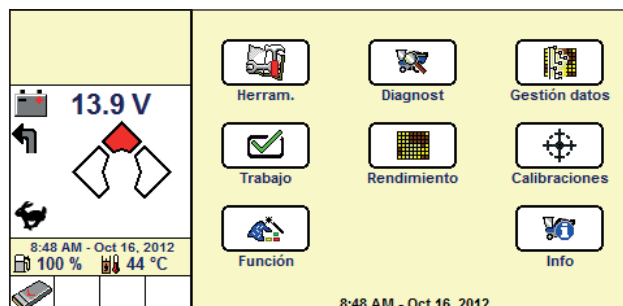 13.9 V
8:48 AM - Oct 16, 2012
100 % 44 °C
Herram.
Diagnost
Gestión datos
Trabajo
Rendimiento
Calibraciones
Función
Info
8:48 AM - Oct 16, 2012